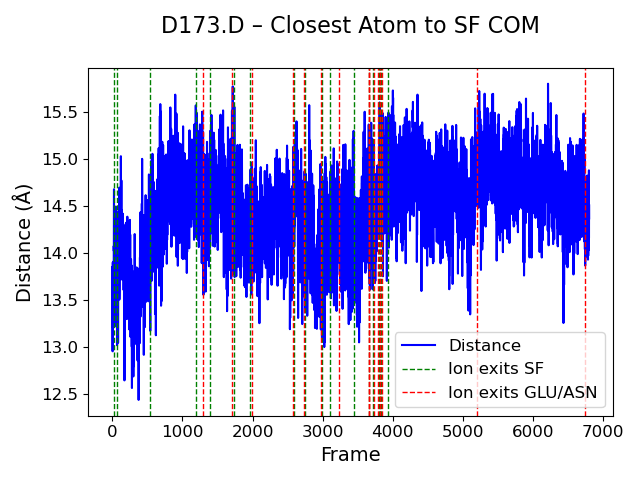 D173.D – Closest Atom to SF COM
Distance (Å)
15.5
15.0
14.5
14.0
13.5
13.0
12.5
Distance
Ion exits SF
Ion exits GLU/ASN
0 1000 2000 3000 4000 5000 6000 7000
Frame